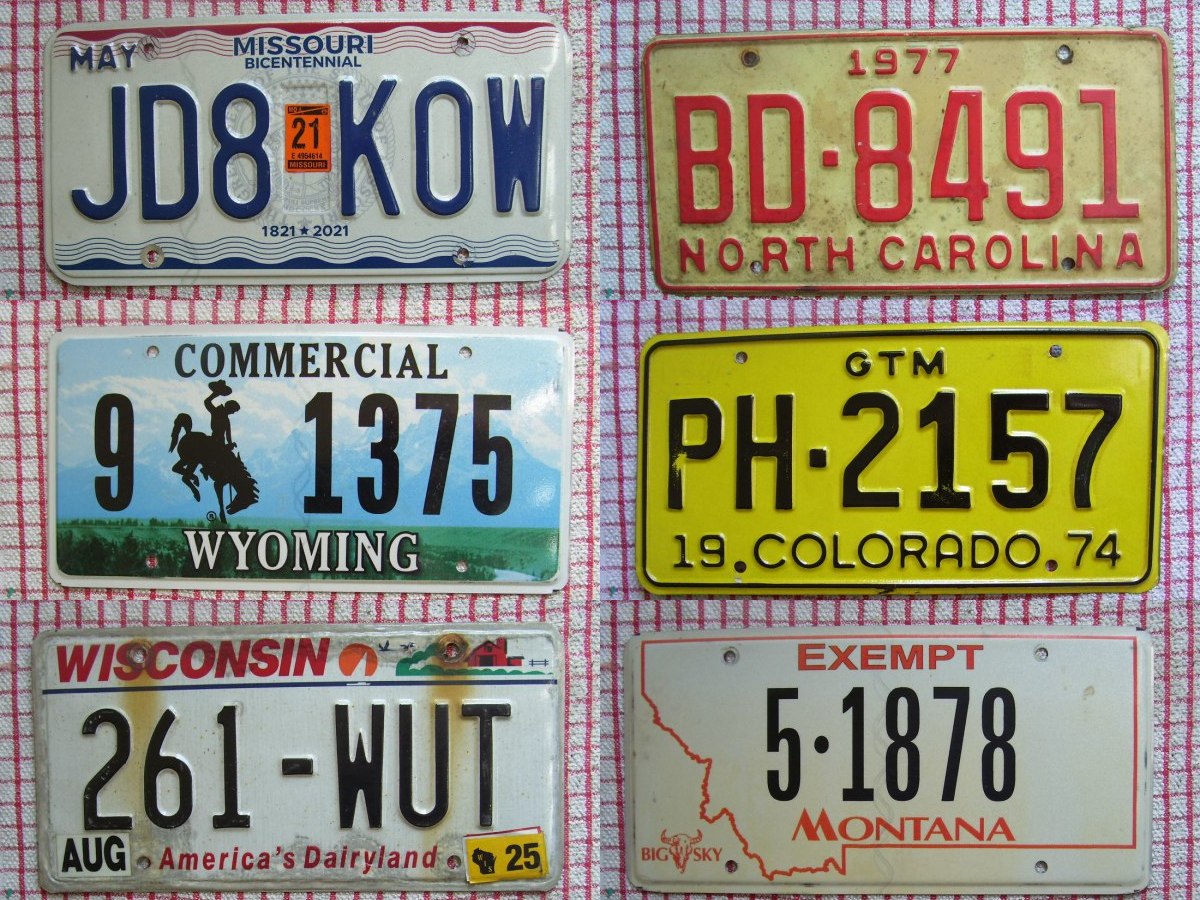 MAY
MISSOURI
BICENTENNIAL
JD8 KOW
21
E 4954614
MISSOURI
1821★2021
1977
BD·8491
NORTH CAROLINA
COMMERCIAL
9 1375
®
WYOMING
GTM
PH·2157
19.COLORADO.74
WISCONSIN
261-WUT
AUG
America's Dairyland
25
EXEMPT
5·1878
MONTANA
BIG SKY